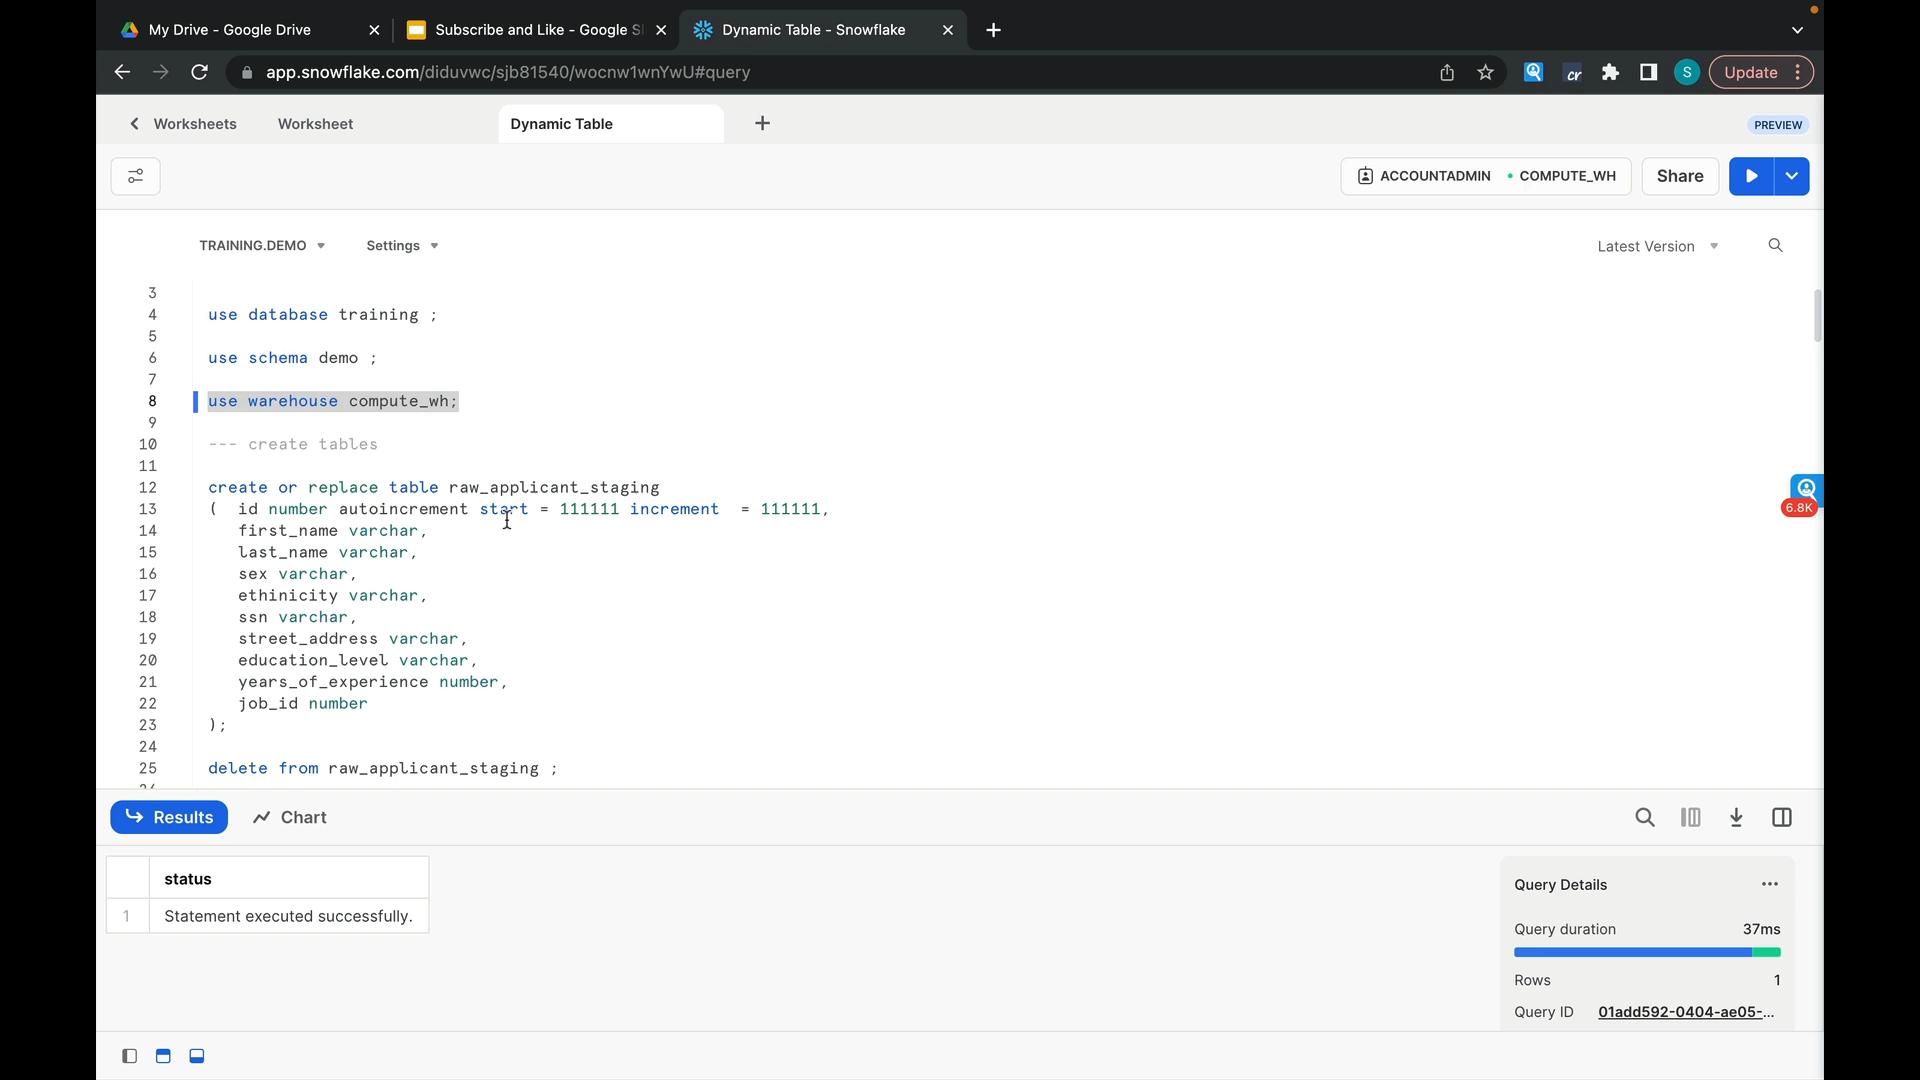 My Drive - Google Drive
Subscribe and Like - Google Sl
Dynamic Table - Snowflake
app.snowflake.com/diduvwc/sjb81540/wocnw1wnYwU#query
cr
S
Update
Worksheets
Worksheet
Dynamic Table
PREVIEW
ACCOUNTADMIN
COMPUTE_WH
Share
TRAINING.DEMO
Settings
Latest Version
3
4 use database training ;
5
6 use schema demo ;
7
8 use warehouse compute_wh;
9
10 --- create tables
11
12 create or replace table raw_applicant_staging
13 ( id number autoincrement start = 111111 increment = 111111,
14 first_name varchar,
15 last_name varchar,
16 sex varchar,
17 ethinicity varchar,
18 ssn varchar,
19 street_address varchar,
20 education_level varchar,
21 years_of_experience number,
22 job_id number
23 );
24
25 delete from raw_applicant_staging ;
6.8K
Results
Chart
status
1 Statement executed successfully.
Query Details
Query duration 37ms
Rows 1
Query ID 01add592-0404-ae05-...